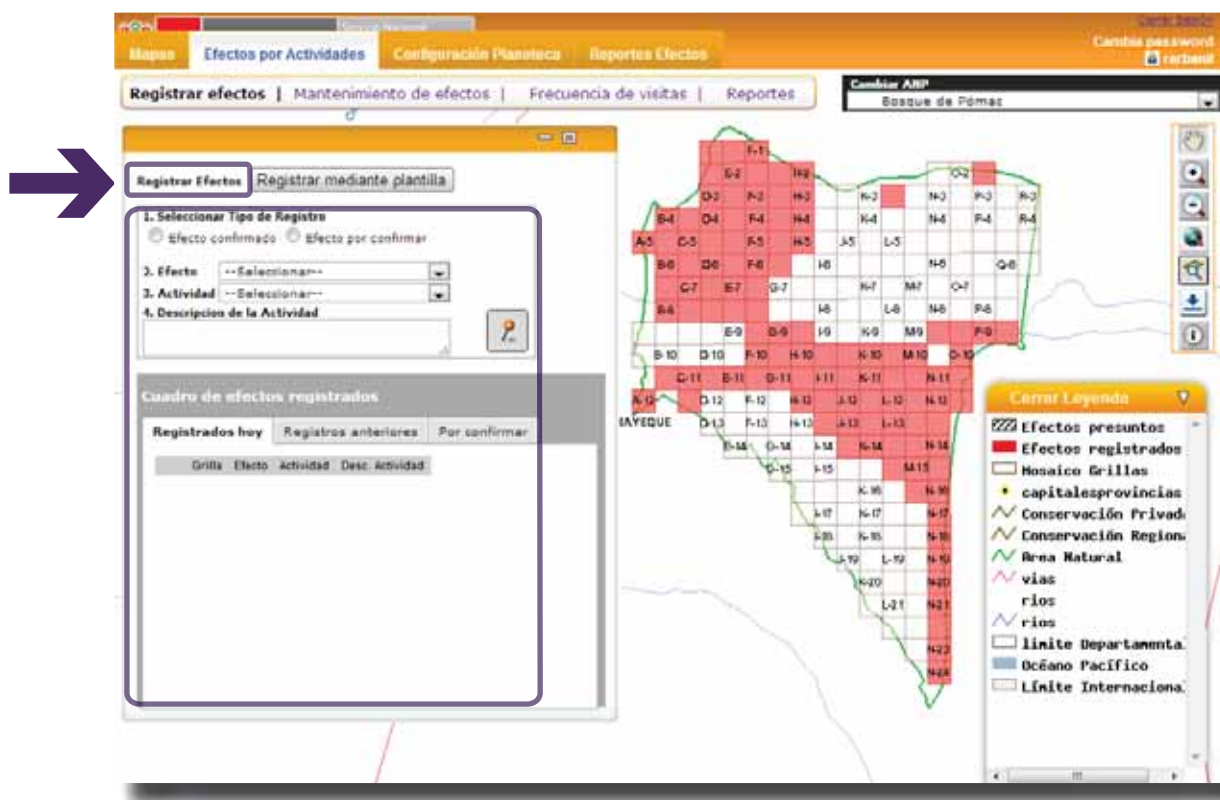 Cerrar Sesión
Cambia password
Mapas Efectos por Actividades Configuración Planoteca Reportes Efectos
Registrar efectos | Mantenimiento de efectos | Frecuencia de visitas | Reportes
Cambiar ANP
Bosque de Pómac
Registrar Efectos Registrar mediante plantilla
1. Seleccionar Tipo de Registro
Efecto confirmado Efecto por confirmar
2. Efecto --Seleccionar--
3. Actividad --Seleccionar--
4. Descripcion de la Actividad
Cuadro de efectos registrados
Registrados hoy Registros anteriores Por confirmar
Grilla Efecto Actividad Desc. Actividad
F-1
E-2 H-2 O-2
D-3 F-3 H-3 K-3 N-3 P-3 R-3
B-4 D-4 F-4 H-4 K-4 N-4 P-4 R-4
A-5 C-5 F-5 H-5 J-5 L-5
B-6 D-6 F-6 I-6 N-6 Q-6
C-7 E-7 G-7 K-7 M-7 O-7
B-8 I-8 L-8 N-8 P-8
E-9 G-9 I-9 K-9 M-9 P-9
B-10 D-10 F-10 H-10 K-10 M-10 O-10
C-11 E-11 G-11 I-11 K-11 N-11
A-12 D-12 F-12 H-12 J-12 L-12 N-12
AYEQUE D-13 F-13 H-13 J-13 L-13
E-14 G-14 I-14 K-14 N-14
G-15 I-15 M-15
K-16 N-16
I-17 K-17 N-17
I-18 K-18 N-18
J-19 L-19 N-19
K-20 N-20
L-21 N-21
N-23
N-24
Cerrar Leyenda
Efectos presuntos
Efectos registrados
Mosaico Grillas
capitalesprovincias
Conservación Privad
Conservación Region
Area Natural
vias
rios
rios
limite Departamenta
Océano Pacífico
Límite Internaciona